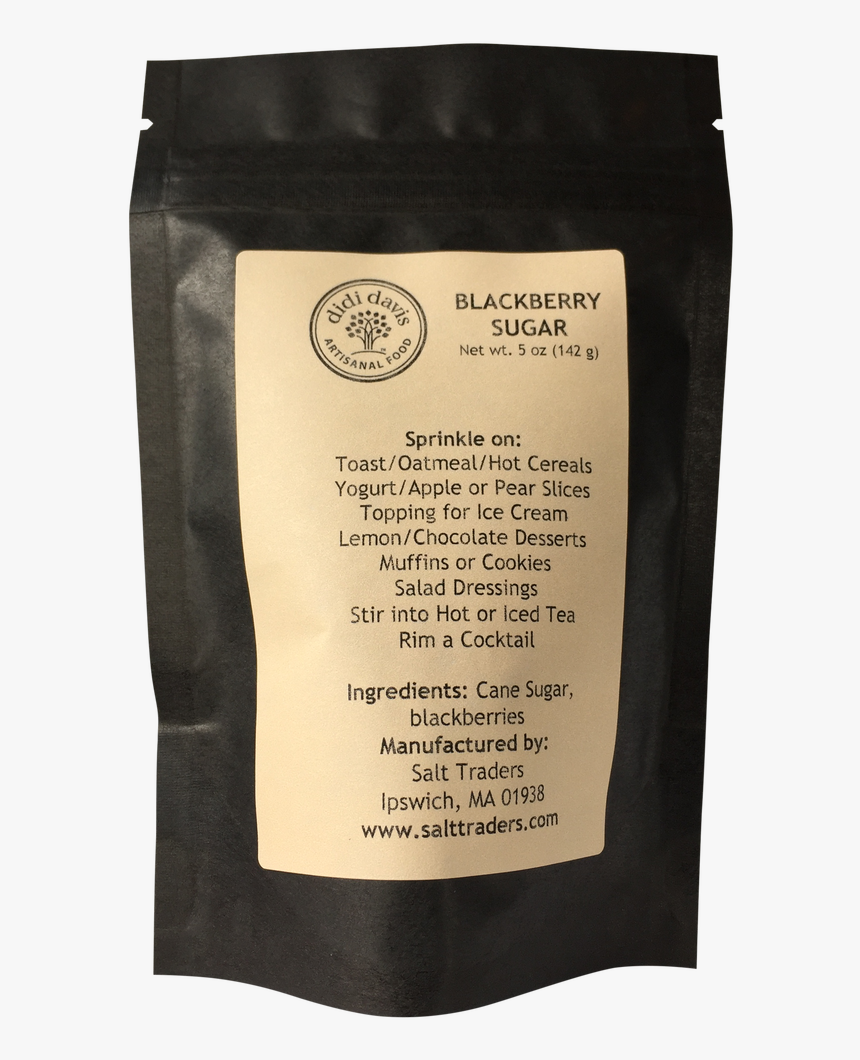 didi davis
ARTISANAL FOOD
BLACKBERRY
SUGAR
Net wt. 5 oz (142 g)
Sprinkle on:
Toast/Oatmeal/Hot Cereals
Yogurt/Apple or Pear Slices
Topping for Ice Cream
Lemon/Chocolate Desserts
Muffins or Cookies
Salad Dressings
Stir into Hot or Iced Tea
Rim a Cocktail
Ingredients: Cane Sugar,
blackberries
Manufactured by:
Salt Traders
Ipswich, MA 01938
www.salttraders.com